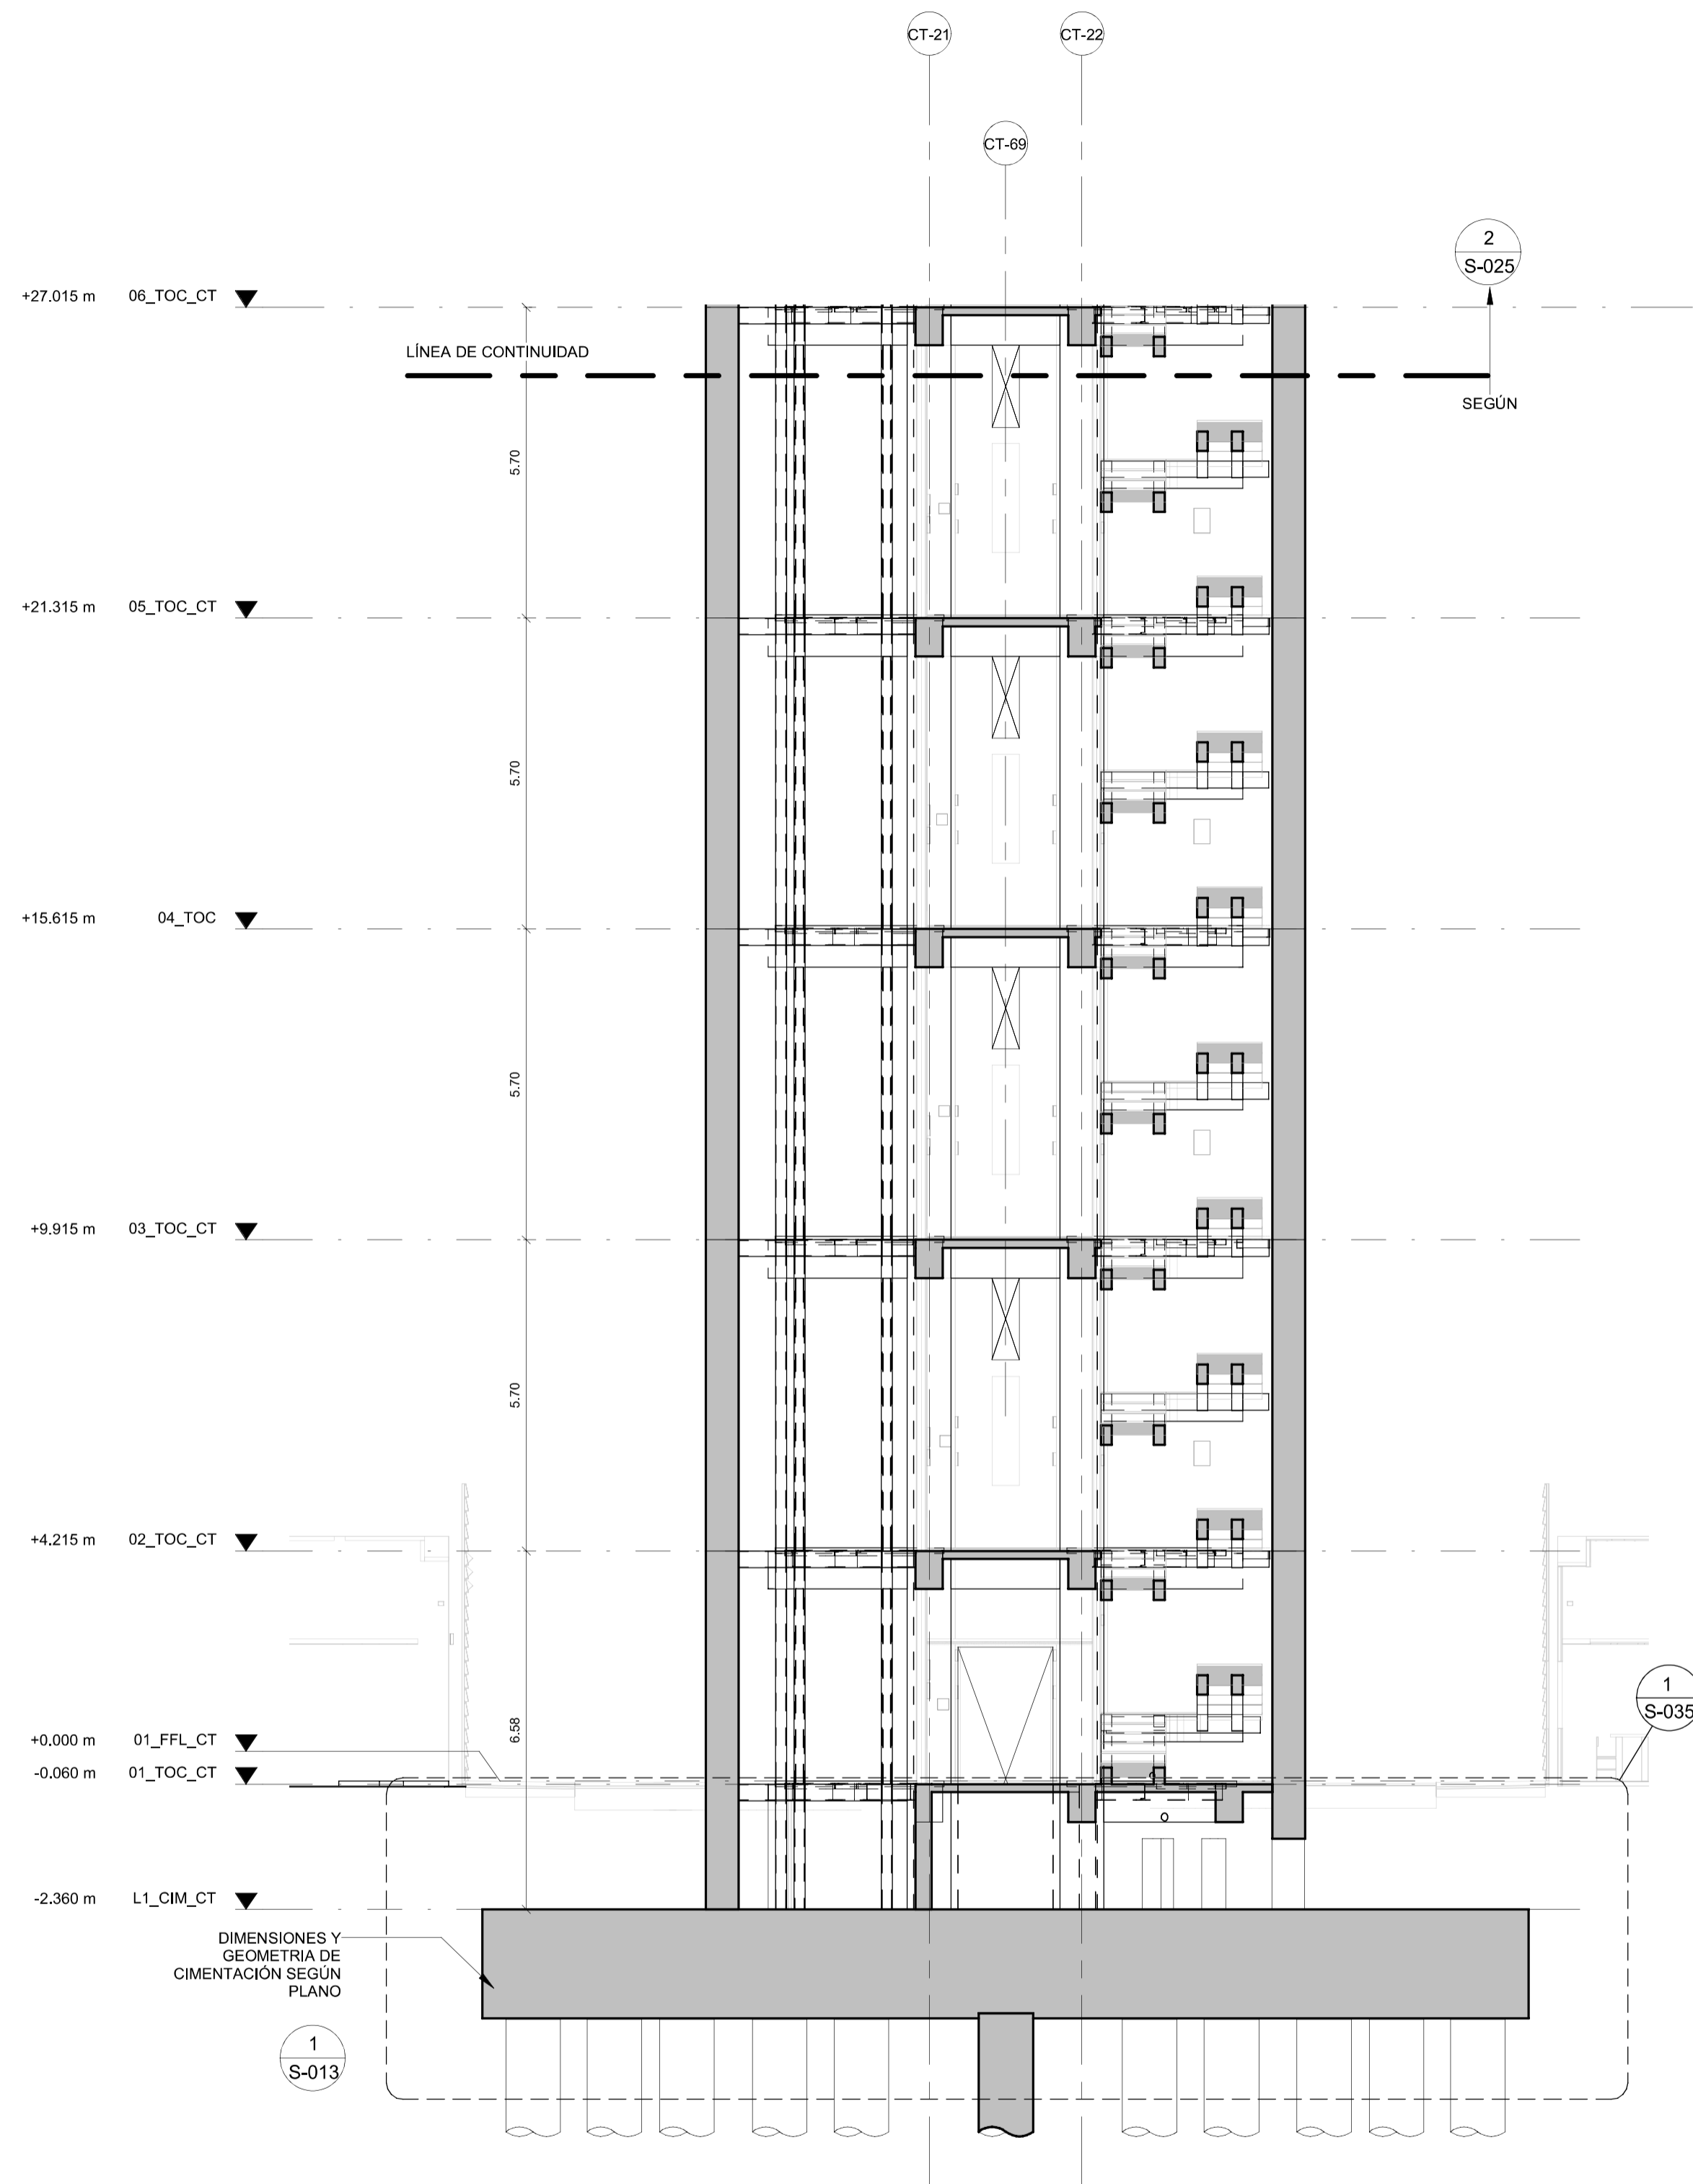 CT-21
CT-22
CT-69
2
S-025
+27.015 m 06_TOC_CT
LÍNEA DE CONTINUIDAD
SEGÚN
5.70
+21.315 m 05_TOC_CT
5.70
+15.615 m 04_TOC
5.70
+9.915 m 03_TOC_CT
5.70
+4.215 m 02_TOC_CT
1
S-035
6.58
+0.000 m 01_FFL_CT
-0.060 m 01_TOC_CT
-2.360 m L1_CIM_CT
DIMENSIONES Y
GEOMETRIA DE
CIMENTACIÓN SEGÚN
PLANO
1
S-013